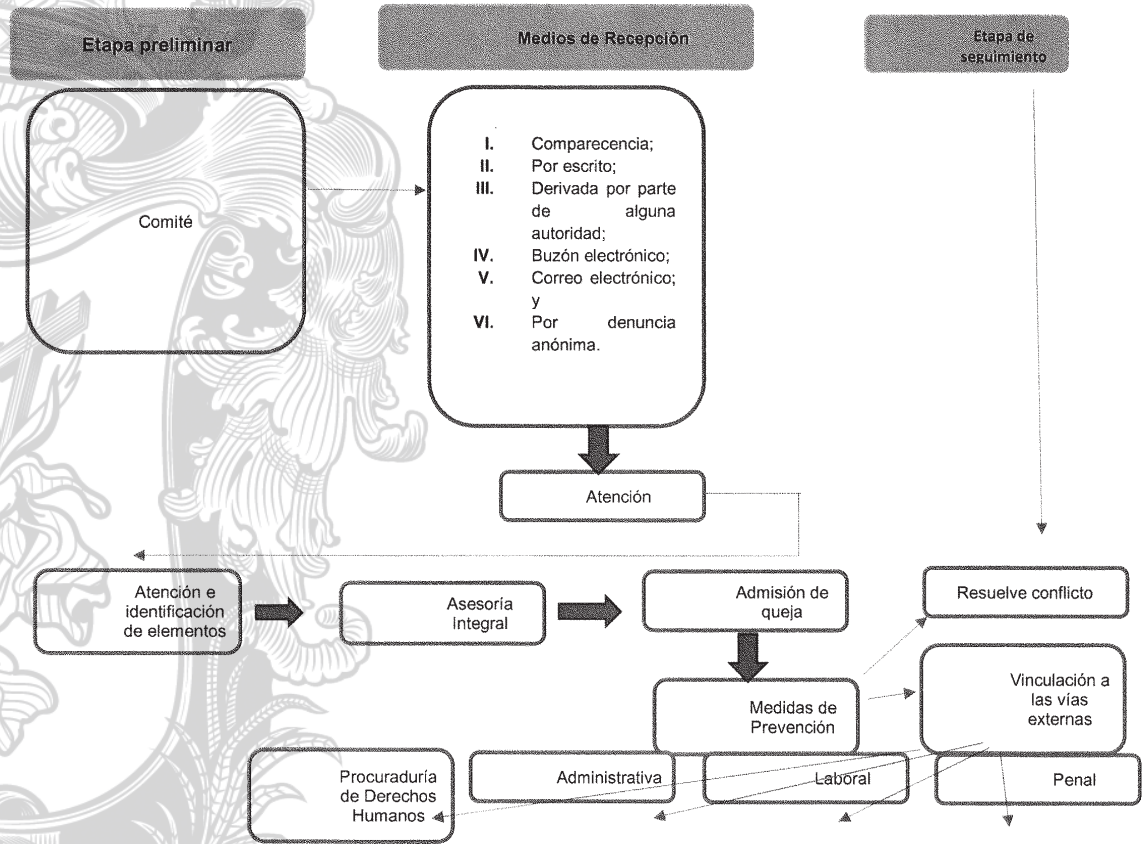 Etapa preliminar
Medios de Recepción
Etapa de
seguimiento
Comité
I. Comparecencia;
II. Por escrito;
III. Derivada por parte
de alguna
autoridad;
IV. Buzón electrónico;
V. Correo electrónico;
y
VI. Por denuncia
anónima.
Atención
Atención e
identificación
de elementos
Asesoría
Integral
Admisión de
queja
Resuelve conflicto
Medidas de
Prevención
Vinculación a
las vías
externas
Procuraduría
de Derechos
Humanos
Administrativa
Laboral
Penal